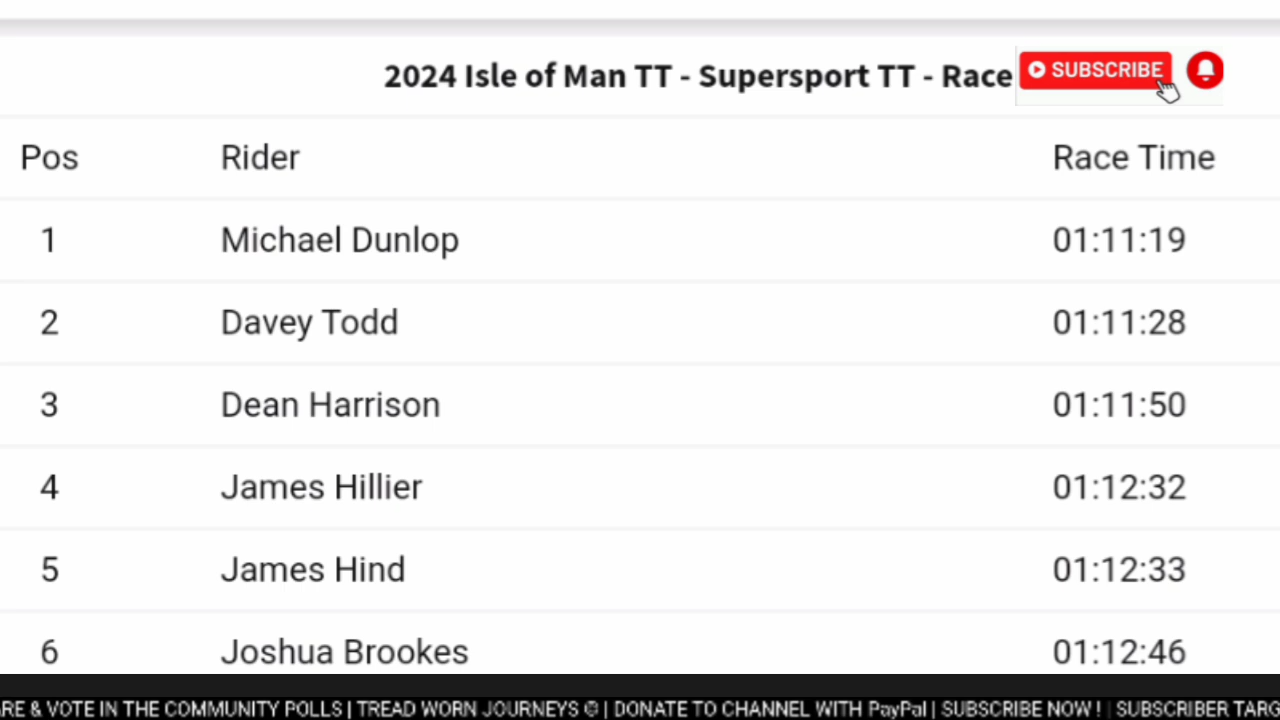 2024 Isle of Man TT - Supersport TT - Race SUBSCRIBE
Pos Rider Race Time
1 Michael Dunlop 01:11:19
2 Davey Todd 01:11:28
3 Dean Harrison 01:11:50
4 James Hillier 01:12:32
5 James Hind 01:12:33
6 Joshua Brookes 01:12:46
& VOTE IN THE COMMUNITY POLLS | TREAD WORN JOURNEYS © | DONATE TO CHANNEL WITH PayPal | SUBSCRIBE NOW ! | SUBSCRIBER